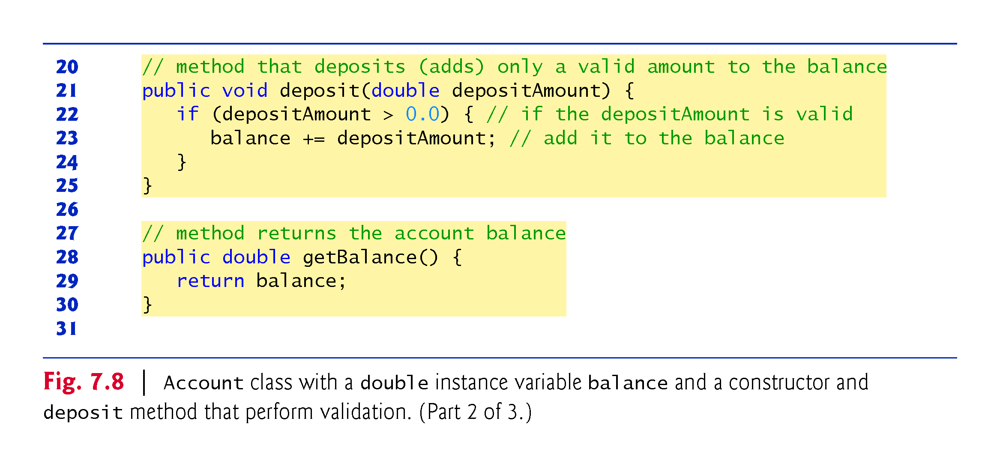 20 // method that deposits (adds) only a valid amount to the balance
21 public void deposit(double depositAmount) {
22 if (depositAmount > 0.0) { // if the depositAmount is valid
23 balance += depositAmount; // add it to the balance
24 }
25 }
26
27 // method returns the account balance
28 public double getBalance() {
29 return balance;
30 }
31
Fig. 7.8 | Account class with a double instance variable balance and a constructor and
deposit method that perform validation. (Part 2 of 3.)